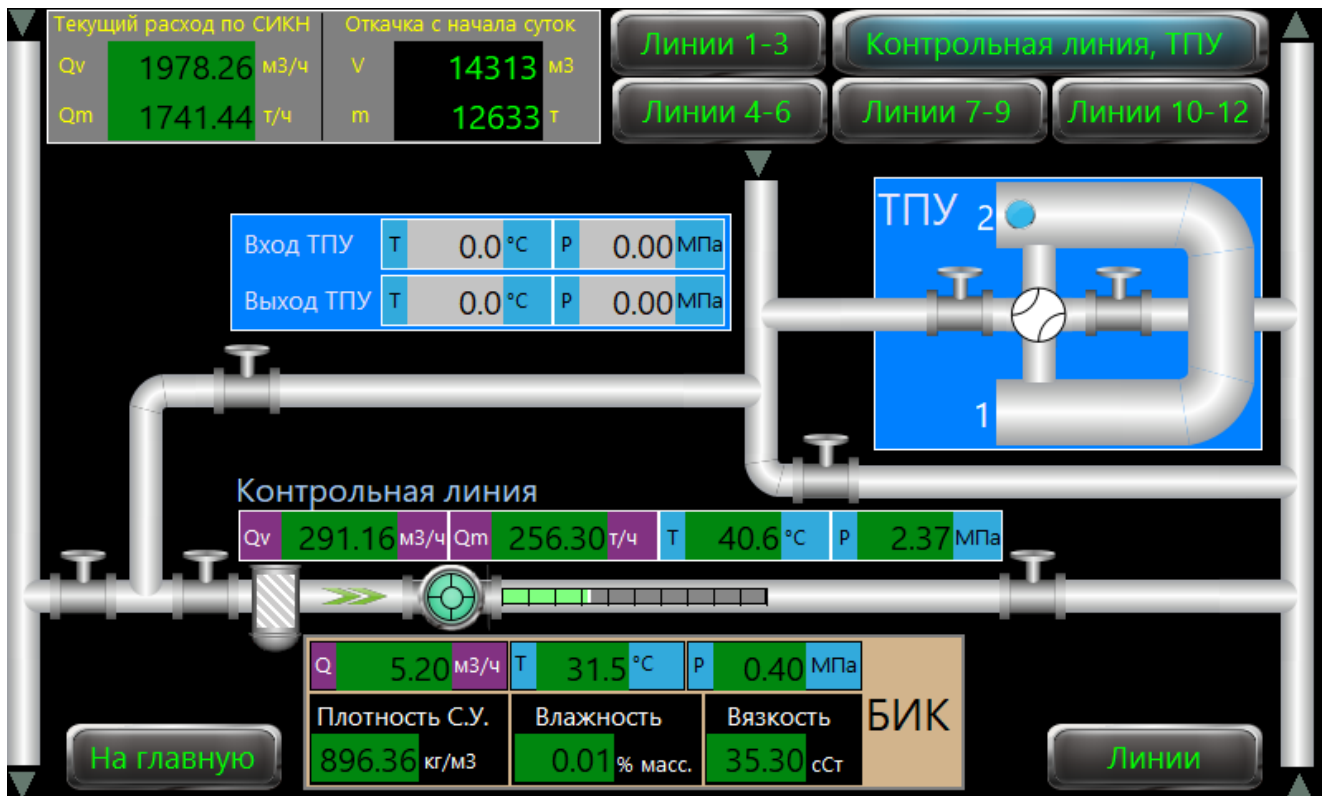 Текущий расход по СИКН
Откачка с начала суток
Qv 1978.26 м3/ч V 14313 м3
Qm 1741.44 т/ч m 12633 т
Линии 1-3
Контрольная линия, ТПУ
Линии 4-6
Линии 7-9
Линии 10-12
ТПУ 2
1
Вход ТПУ T 0.0 °C P 0.00 МПа
Выход ТПУ T 0.0 °C P 0.00 МПа
Контрольная линия
Qv 291.16 м3/ч Qm 256.30 т/ч T 40.6 °C P 2.37 МПа
Q 5.20 м3/ч T 31.5 °C P 0.40 МПа
БИК
Плотность С.У. Влажность Вязкость
896.36 кг/м3 0.01 % масс. 35.30 сСт
На главную
Линии